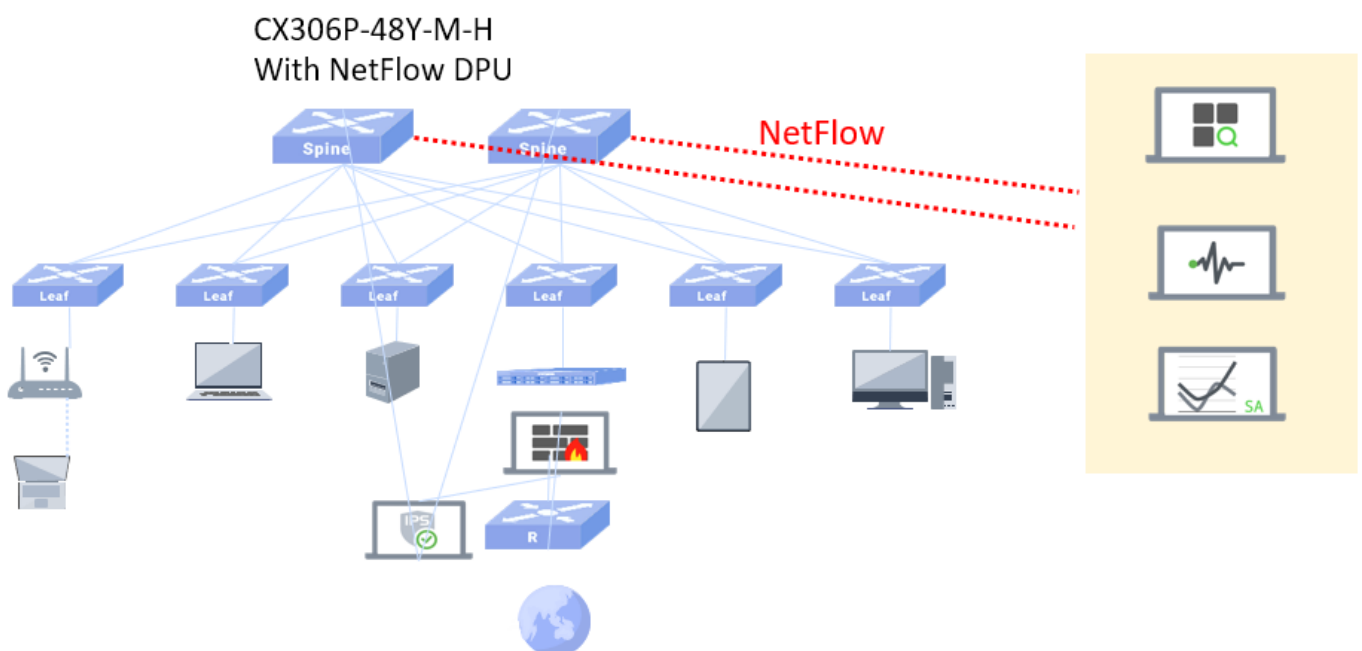 CX306P-48Y-M-H
With NetFlow DPU
NetFlow
Spine
Spine
Leaf
Leaf
Leaf
Leaf
Leaf
Leaf
SA
IPS
R